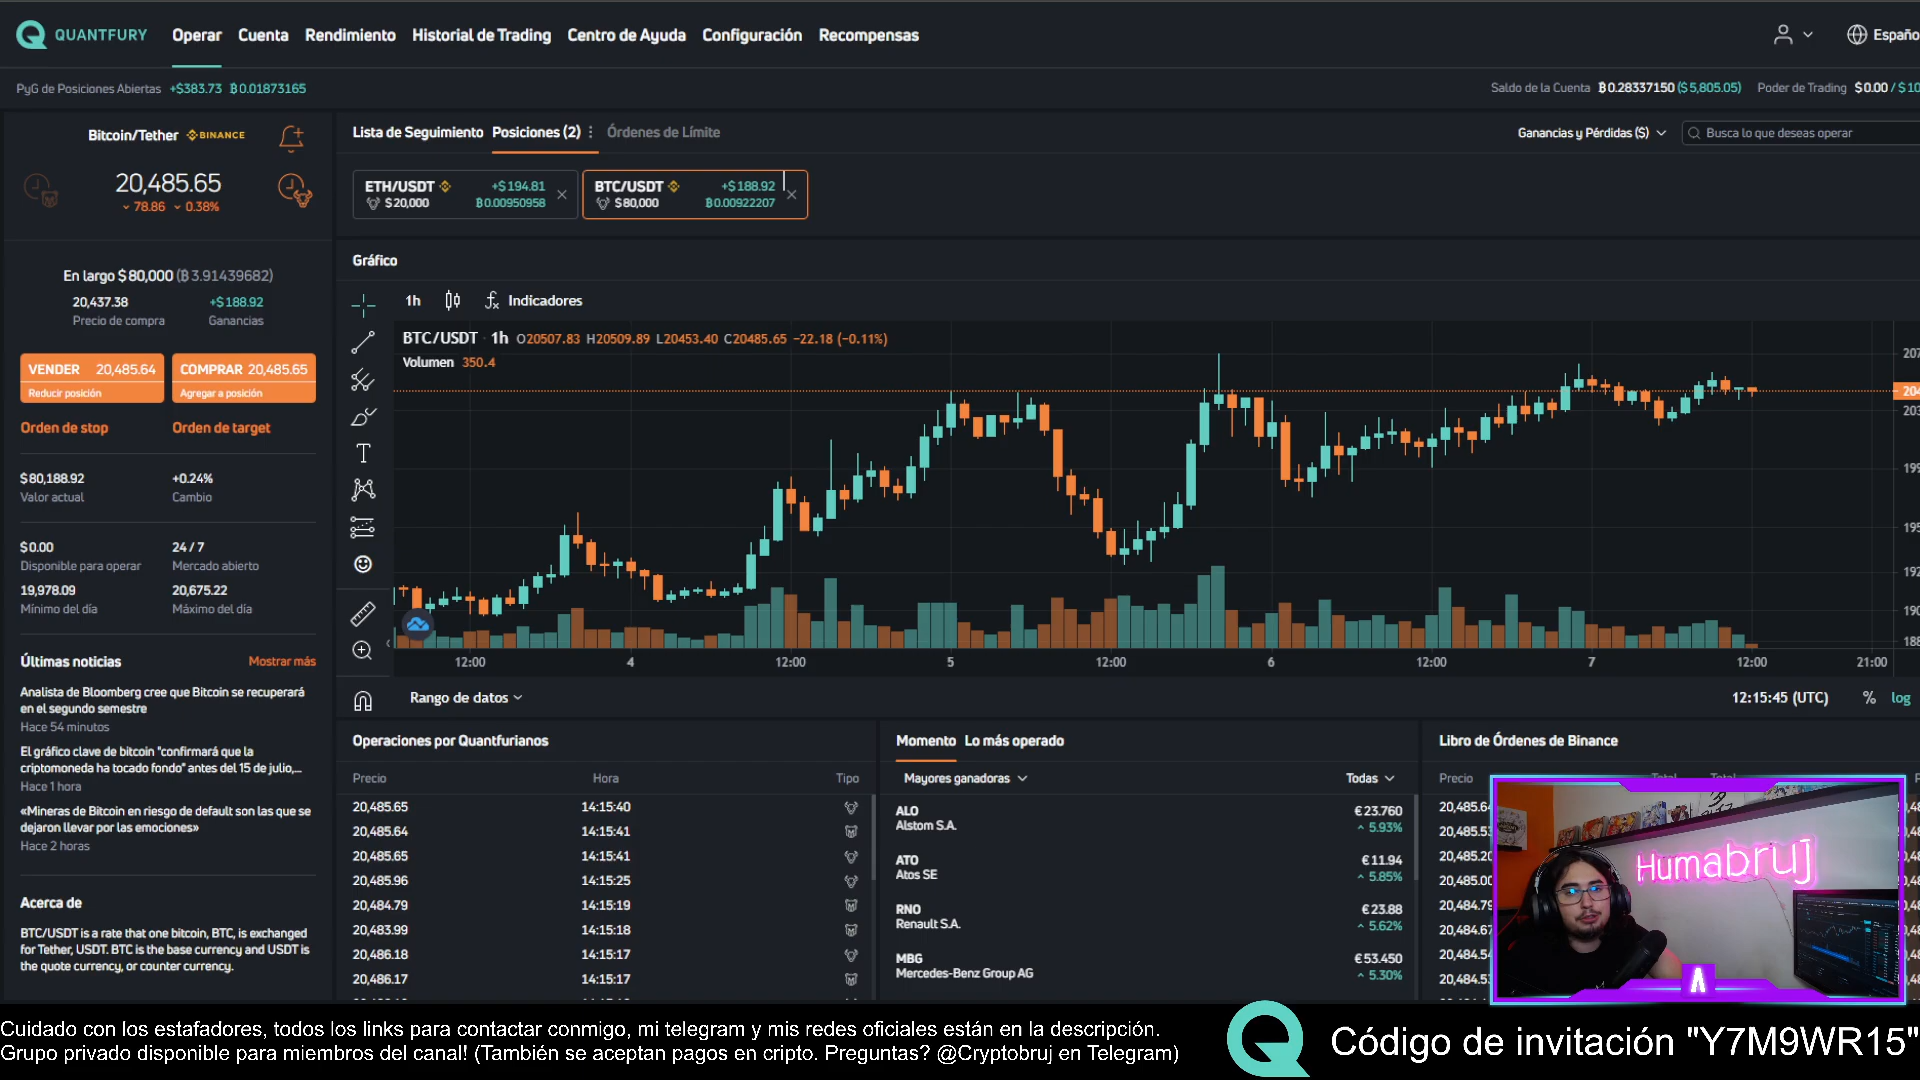 QUANTFURY Operar Cuenta Rendimiento Historial de Trading Centro de Ayuda Configuración Recompensas
PyG de Posiciones Abiertas +$383.73 ₿0.01873165 Saldo de la Cuenta ₿0.28337150 ($5,805.05) Poder de Trading $0.00 /
Bitcoin/Tether BINANCE
20,485.65
78.86 0.38%
En largo $80,000 (₿3.91439682)
20,437.38 +$188.92
Precio de compra Ganancias
VENDER 20,485.64 COMPRAR 20,485.65
Reducir posición Agregar a posición
Orden de stop Orden de target
$80,188.92 +0.24%
Valor actual Cambio
$0.00 24 / 7
Disponible para operar Mercado abierto
19,978.09 20,675.22
Mínimo del día Máximo del día
Últimas noticias Mostrar más
Analista de Bloomberg cree que Bitcoin se recuperará
en el segundo semestre
Hace 54 minutos
El gráfico clave de bitcoin "confirmará que la
criptomoneda ha tocado fondo" antes del 15 de julio,...
Hace 1 hora
«Mineras de Bitcoin en riesgo de default son las que se
dejaron llevar por las emociones»
Hace 2 horas
Acerca de
BTC/USDT is a rate that one bitcoin, BTC, is exchanged
for Tether, USDT. BTC is the base currency and USDT is
the quote currency, or counter currency.
Lista de Seguimiento Posiciones (2) Órdenes de Límite Ganancias y Pérdidas ($) Busca lo que deseas operar
ETH/USDT +$194.81
$20,000 ₿0.00950958
BTC/USDT +$188.92
$80,000 ₿0.00922207
Gráfico
1h Indicadores
BTC/USDT · 1h O20507.83 H20509.89 L20453.40 C20485.65 −22.18 (−0.11%)
Volumen 350.4
12:00 4 12:00 5 12:00 6 12:00 7 12:00 21:00
Rango de datos 12:15:45 (UTC) % log
Operaciones por Quantfurianos
Precio Hora Tipo
20,485.65 14:15:40
20,485.64 14:15:41
20,485.65 14:15:41
20,485.96 14:15:25
20,484.79 14:15:19
20,483.99 14:15:18
20,486.18 14:15:17
20,486.17 14:15:17
Momento Lo más operado
Mayores ganadoras Todas
ALO €23.760
Alstom S.A. 5.93%
ATO €11.94
Atos SE 5.85%
RNO €23.88
Renault S.A. 5.62%
MBG €53.450
Mercedes-Benz Group AG 5.30%
Libro de Órdenes de Binance
Precio Total Total
Humabruj
Cuidado con los estafadores, todos los links para contactar conmigo, mi telegram y mis redes oficiales están en la descripción.
Grupo privado disponible para miembros del canal! (También se aceptan pagos en cripto. Preguntas? @Cryptobruj en Telegram)
Código de invitación "Y7M9WR15"